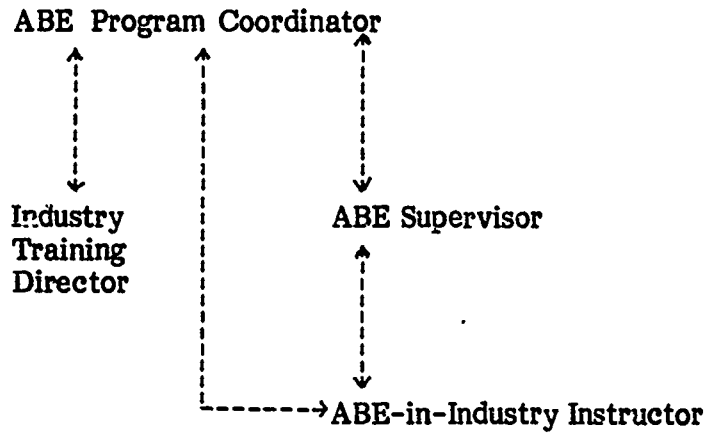 ABE Program Coordinator
Industry
Training
Director
ABE Supervisor
ABE-in-Industry Instructor